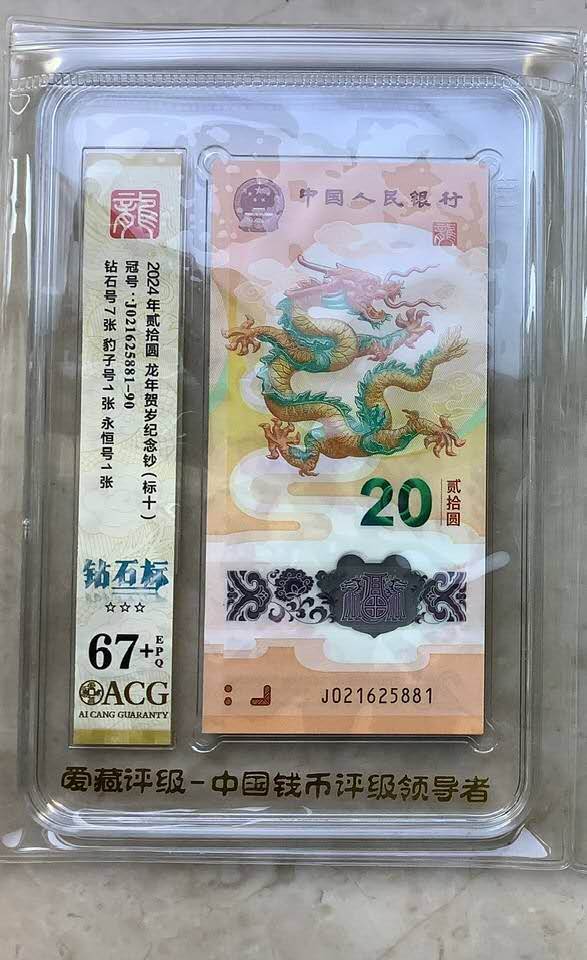 龍
2024年贰拾圆 龙年贺岁纪念钞(标十)
冠号:J021625881-90
钻石号7张 豹子号1张 永恒号1张
钻石标
☆☆☆
67+EPQ
ACG
AI CANG GUARANTY
中国人民银行
龍
20
贰拾圆
J021625881
爱藏评级-中国钱币评级领导者